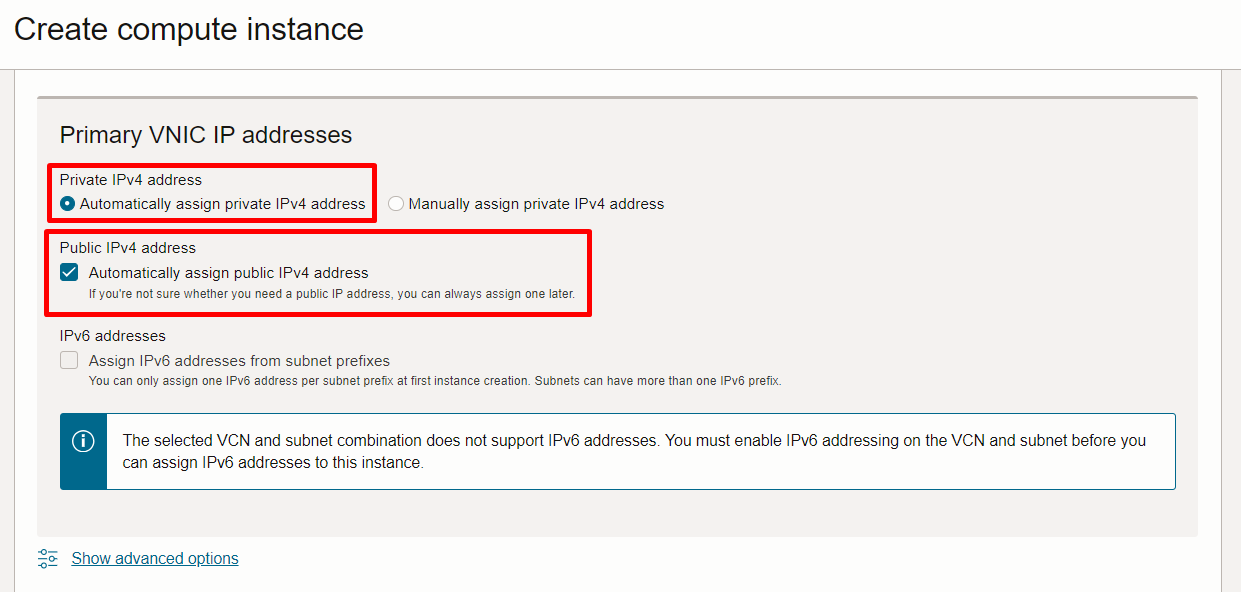 Create compute instance
Primary VNIC IP addresses
Private IPv4 address
Automatically assign private IPv4 address Manually assign private IPv4 address
Public IPv4 address
Automatically assign public IPv4 address
If you're not sure whether you need a public IP address, you can always assign one later.
IPv6 addresses
Assign IPv6 addresses from subnet prefixes
You can only assign one IPv6 address per subnet prefix at first instance creation. Subnets can have more than one IPv6 prefix.
The selected VCN and subnet combination does not support IPv6 addresses. You must enable IPv6 addressing on the VCN and subnet before you
can assign IPv6 addresses to this instance.
Show advanced options